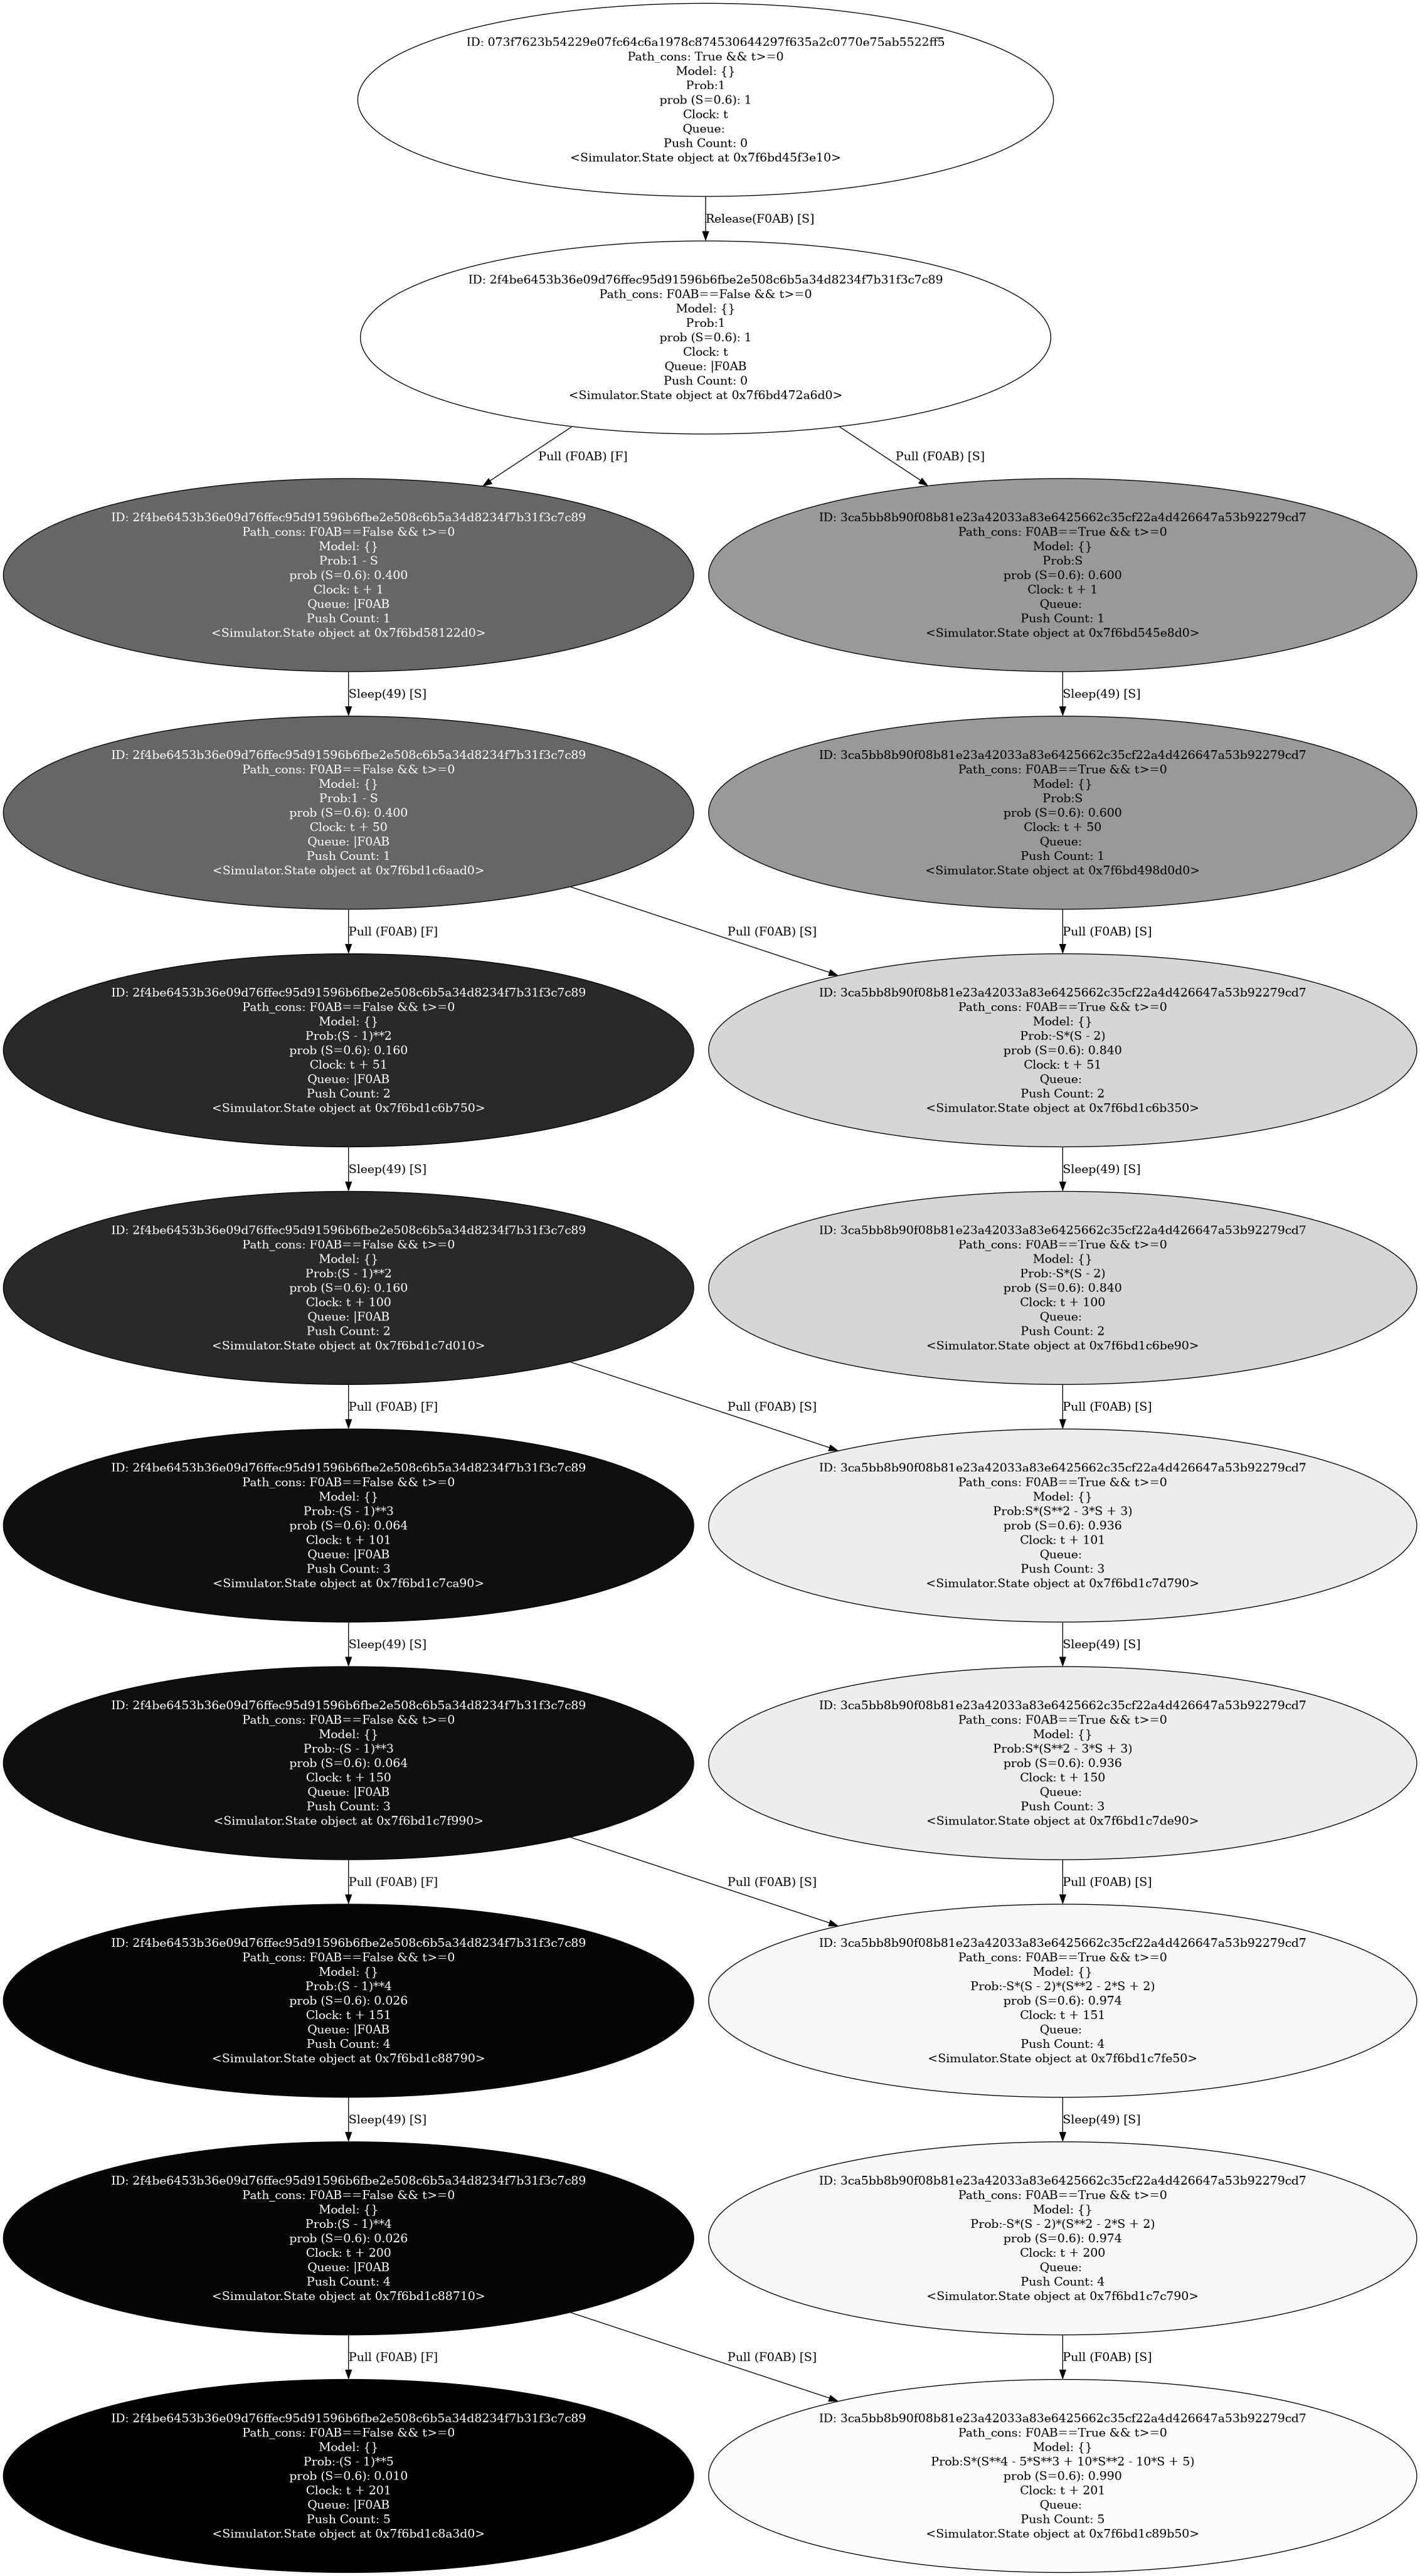 ID: 073f7623b54229e07fc64c6a1978c874530644297f635a2c0770e75ab5522ff5
Path_cons: True && t>=0
Model: {}
Prob:1
prob (S=0.6): 1
Clock: t
Queue:
Push Count: 0
<Simulator.State object at 0x7f6bd45f3e10>
Release(F0AB) [S]
ID: 2f4be6453b36e09d76ffec95d91596b6fbe2e508c6b5a34d8234f7b31f3c7c89
Path_cons: F0AB==False && t>=0
Model: {}
Prob:1
prob (S=0.6): 1
Clock: t
Queue: |F0AB
Push Count: 0
<Simulator.State object at 0x7f6bd472a6d0>
Pull (F0AB) [F]
Pull (F0AB) [S]
ID: 2f4be6453b36e09d76ffec95d91596b6fbe2e508c6b5a34d8234f7b31f3c7c89
Path_cons: F0AB==False && t>=0
Model: {}
Prob:1 - S
prob (S=0.6): 0.400
Clock: t + 1
Queue: |F0AB
Push Count: 1
<Simulator.State object at 0x7f6bd58122d0>
ID: 3ca5bb8b90f08b81e23a42033a83e6425662c35cf22a4d426647a53b92279cd7
Path_cons: F0AB==True && t>=0
Model: {}
Prob:S
prob (S=0.6): 0.600
Clock: t + 1
Queue:
Push Count: 1
<Simulator.State object at 0x7f6bd545e8d0>
Sleep(49) [S]
Sleep(49) [S]
ID: 2f4be6453b36e09d76ffec95d91596b6fbe2e508c6b5a34d8234f7b31f3c7c89
Path_cons: F0AB==False && t>=0
Model: {}
Prob:1 - S
prob (S=0.6): 0.400
Clock: t + 50
Queue: |F0AB
Push Count: 1
<Simulator.State object at 0x7f6bd1c6aad0>
ID: 3ca5bb8b90f08b81e23a42033a83e6425662c35cf22a4d426647a53b92279cd7
Path_cons: F0AB==True && t>=0
Model: {}
Prob:S
prob (S=0.6): 0.600
Clock: t + 50
Queue:
Push Count: 1
<Simulator.State object at 0x7f6bd498d0d0>
Pull (F0AB) [F]
Pull (F0AB) [S]
Pull (F0AB) [S]
ID: 2f4be6453b36e09d76ffec95d91596b6fbe2e508c6b5a34d8234f7b31f3c7c89
Path_cons: F0AB==False && t>=0
Model: {}
Prob:(S - 1)**2
prob (S=0.6): 0.160
Clock: t + 51
Queue: |F0AB
Push Count: 2
<Simulator.State object at 0x7f6bd1c6b750>
ID: 3ca5bb8b90f08b81e23a42033a83e6425662c35cf22a4d426647a53b92279cd7
Path_cons: F0AB==True && t>=0
Model: {}
Prob:-S*(S - 2)
prob (S=0.6): 0.840
Clock: t + 51
Queue:
Push Count: 2
<Simulator.State object at 0x7f6bd1c6b350>
Sleep(49) [S]
Sleep(49) [S]
ID: 2f4be6453b36e09d76ffec95d91596b6fbe2e508c6b5a34d8234f7b31f3c7c89
Path_cons: F0AB==False && t>=0
Model: {}
Prob:(S - 1)**2
prob (S=0.6): 0.160
Clock: t + 100
Queue: |F0AB
Push Count: 2
<Simulator.State object at 0x7f6bd1c7d010>
ID: 3ca5bb8b90f08b81e23a42033a83e6425662c35cf22a4d426647a53b92279cd7
Path_cons: F0AB==True && t>=0
Model: {}
Prob:-S*(S - 2)
prob (S=0.6): 0.840
Clock: t + 100
Queue:
Push Count: 2
<Simulator.State object at 0x7f6bd1c6be90>
Pull (F0AB) [F]
Pull (F0AB) [S]
Pull (F0AB) [S]
ID: 2f4be6453b36e09d76ffec95d91596b6fbe2e508c6b5a34d8234f7b31f3c7c89
Path_cons: F0AB==False && t>=0
Model: {}
Prob:-(S - 1)**3
prob (S=0.6): 0.064
Clock: t + 101
Queue: |F0AB
Push Count: 3
<Simulator.State object at 0x7f6bd1c7ca90>
ID: 3ca5bb8b90f08b81e23a42033a83e6425662c35cf22a4d426647a53b92279cd7
Path_cons: F0AB==True && t>=0
Model: {}
Prob:S*(S**2 - 3*S + 3)
prob (S=0.6): 0.936
Clock: t + 101
Queue:
Push Count: 3
<Simulator.State object at 0x7f6bd1c7d790>
Sleep(49) [S]
Sleep(49) [S]
ID: 2f4be6453b36e09d76ffec95d91596b6fbe2e508c6b5a34d8234f7b31f3c7c89
Path_cons: F0AB==False && t>=0
Model: {}
Prob:-(S - 1)**3
prob (S=0.6): 0.064
Clock: t + 150
Queue: |F0AB
Push Count: 3
<Simulator.State object at 0x7f6bd1c7f990>
ID: 3ca5bb8b90f08b81e23a42033a83e6425662c35cf22a4d426647a53b92279cd7
Path_cons: F0AB==True && t>=0
Model: {}
Prob:S*(S**2 - 3*S + 3)
prob (S=0.6): 0.936
Clock: t + 150
Queue:
Push Count: 3
<Simulator.State object at 0x7f6bd1c7de90>
Pull (F0AB) [F]
Pull (F0AB) [S]
Pull (F0AB) [S]
ID: 2f4be6453b36e09d76ffec95d91596b6fbe2e508c6b5a34d8234f7b31f3c7c89
Path_cons: F0AB==False && t>=0
Model: {}
Prob:(S - 1)**4
prob (S=0.6): 0.026
Clock: t + 151
Queue: |F0AB
Push Count: 4
<Simulator.State object at 0x7f6bd1c88790>
ID: 3ca5bb8b90f08b81e23a42033a83e6425662c35cf22a4d426647a53b92279cd7
Path_cons: F0AB==True && t>=0
Model: {}
Prob:-S*(S - 2)*(S**2 - 2*S + 2)
prob (S=0.6): 0.974
Clock: t + 151
Queue:
Push Count: 4
<Simulator.State object at 0x7f6bd1c7fe50>
Sleep(49) [S]
Sleep(49) [S]
ID: 2f4be6453b36e09d76ffec95d91596b6fbe2e508c6b5a34d8234f7b31f3c7c89
Path_cons: F0AB==False && t>=0
Model: {}
Prob:(S - 1)**4
prob (S=0.6): 0.026
Clock: t + 200
Queue: |F0AB
Push Count: 4
<Simulator.State object at 0x7f6bd1c88710>
ID: 3ca5bb8b90f08b81e23a42033a83e6425662c35cf22a4d426647a53b92279cd7
Path_cons: F0AB==True && t>=0
Model: {}
Prob:-S*(S - 2)*(S**2 - 2*S + 2)
prob (S=0.6): 0.974
Clock: t + 200
Queue:
Push Count: 4
<Simulator.State object at 0x7f6bd1c7c790>
Pull (F0AB) [F]
Pull (F0AB) [S]
Pull (F0AB) [S]
ID: 2f4be6453b36e09d76ffec95d91596b6fbe2e508c6b5a34d8234f7b31f3c7c89
Path_cons: F0AB==False && t>=0
Model: {}
Prob:-(S - 1)**5
prob (S=0.6): 0.010
Clock: t + 201
Queue: |F0AB
Push Count: 5
<Simulator.State object at 0x7f6bd1c8a3d0>
ID: 3ca5bb8b90f08b81e23a42033a83e6425662c35cf22a4d426647a53b92279cd7
Path_cons: F0AB==True && t>=0
Model: {}
Prob:S*(S**4 - 5*S**3 + 10*S**2 - 10*S + 5)
prob (S=0.6): 0.990
Clock: t + 201
Queue:
Push Count: 5
<Simulator.State object at 0x7f6bd1c89b50>